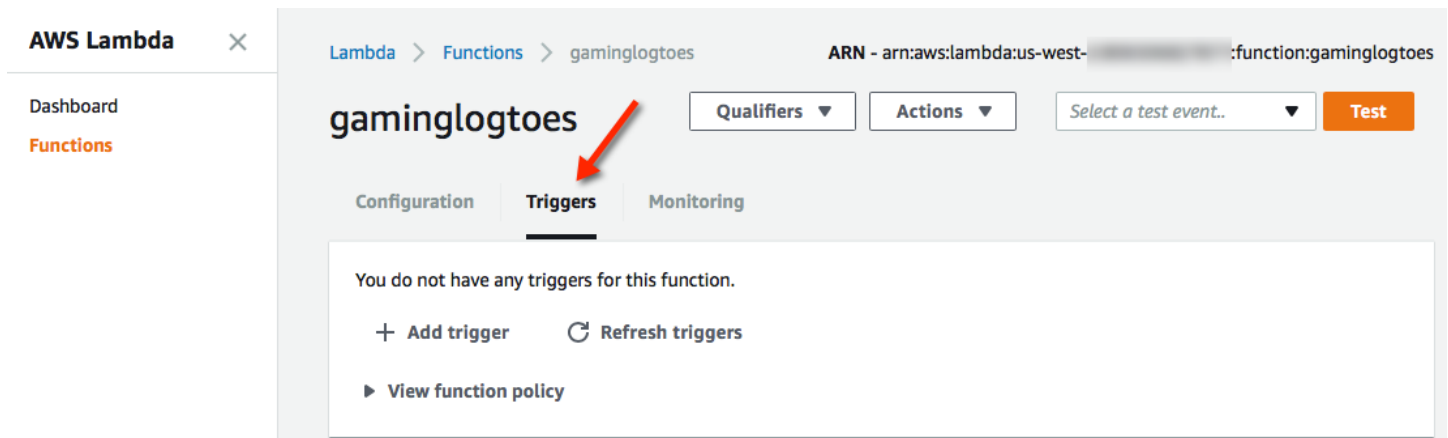 AWS Lambda
Lambda > Functions > gaminglogtoes
ARN - arn:aws:lambda:us-west- :function:gaminglogtoes
Dashboard
Functions
gaminglogtoes
Qualifiers
Actions
Select a test event..
Test
Configuration
Triggers
Monitoring
You do not have any triggers for this function.
+ Add trigger
Refresh triggers
View function policy